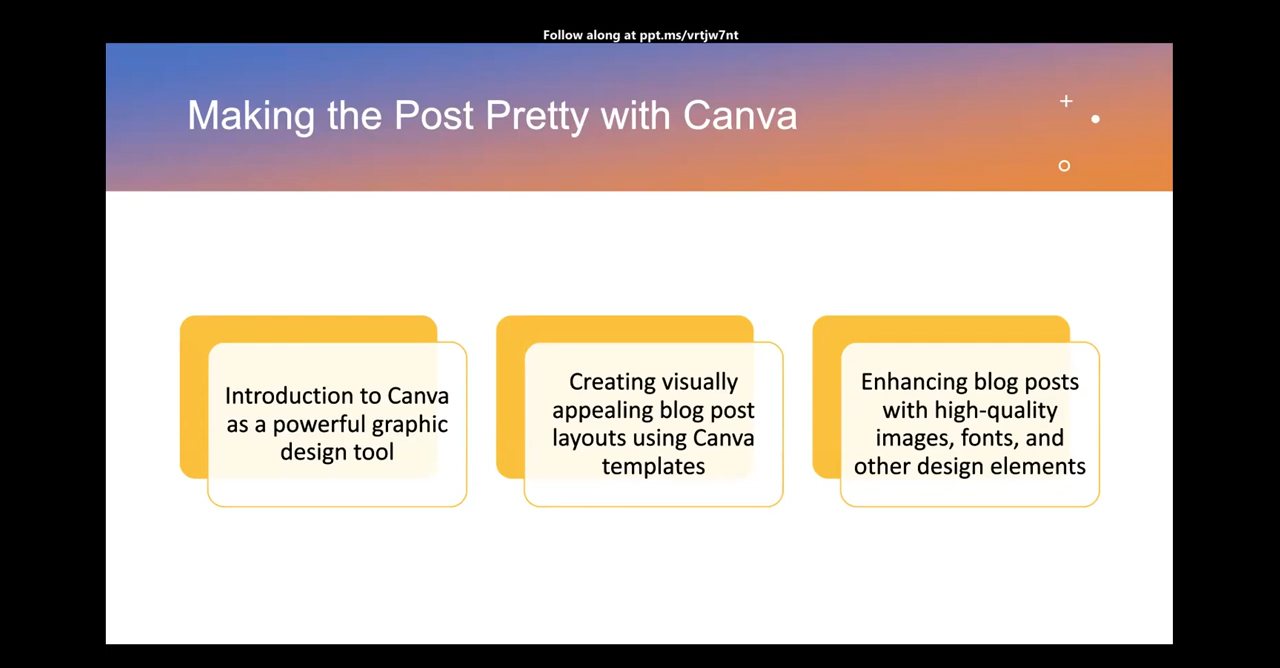 Follow along at ppt.ms/vrtjw7nt
Making the Post Pretty with Canva
Introduction to Canva
as a powerful graphic
design tool
Creating visually
appealing blog post
layouts using Canva
templates
Enhancing blog posts
with high-quality
images, fonts, and
other design elements